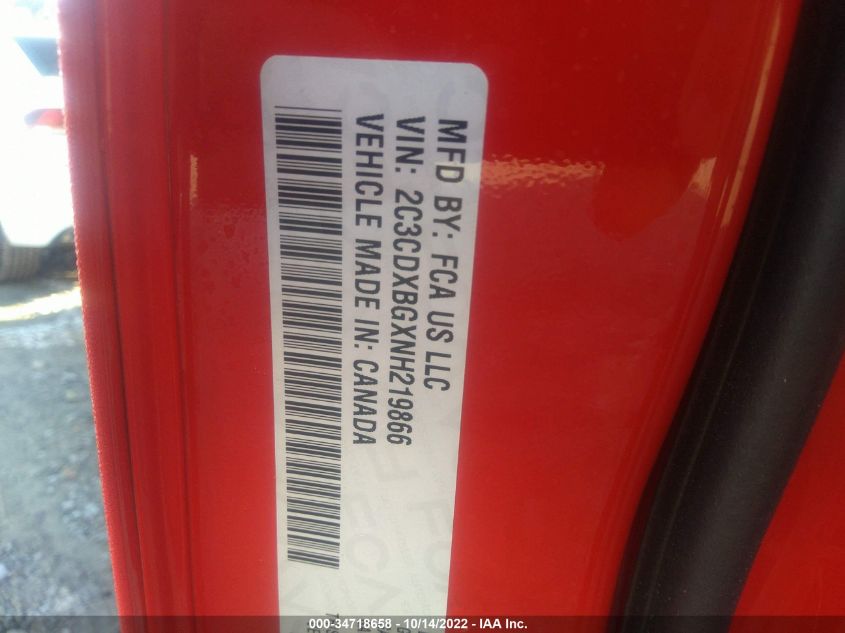 MFD BY: FCA US LLC
VIN: 2C3CDXBGXNH219866
VEHICLE MADE IN: CANADA
000-34718658 - 10/14/2022 - IAA Inc.